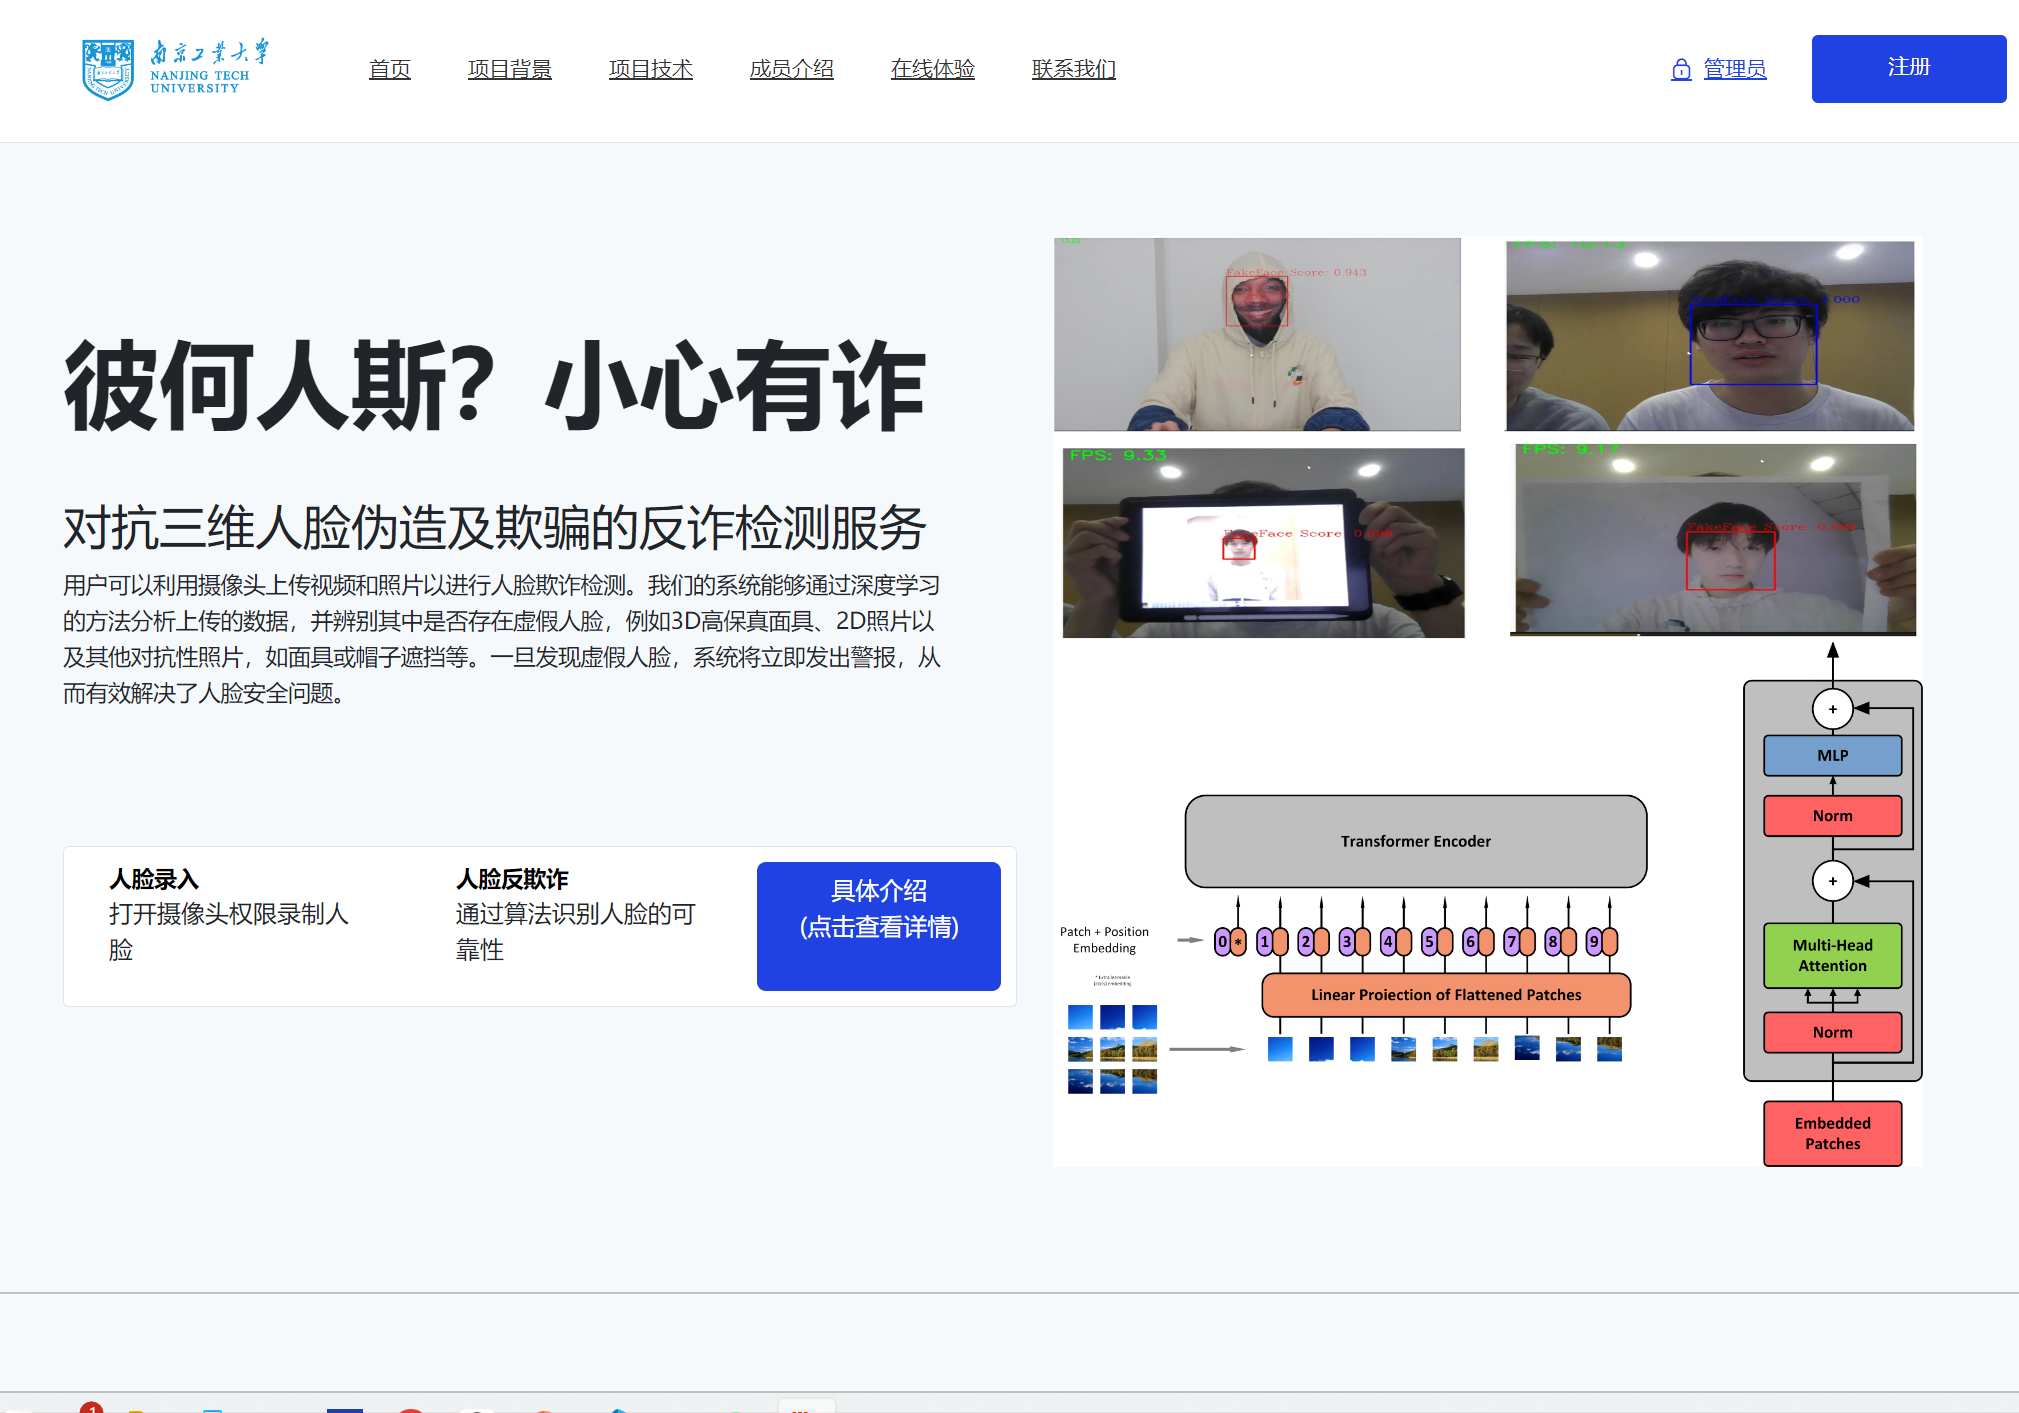 南京工业大学
NANJING TECH
UNIVERSITY
首页
项目背景
项目技术
成员介绍
在线体验
联系我们
管理员
注册
彼何人斯？小心有诈
对抗三维人脸伪造及欺骗的反诈检测服务
用户可以利用摄像头上传视频和照片以进行人脸欺诈检测。我们的系统能够通过深度学习
的方法分析上传的数据，并辨别其中是否存在虚假人脸，例如3D高保真面具、2D照片以
及其他对抗性照片，如面具或帽子遮挡等。一旦发现虚假人脸，系统将立即发出警报，从
而有效解决了人脸安全问题。
人脸录入
打开摄像头权限录制人
脸
人脸反欺诈
通过算法识别人脸的可
靠性
具体介绍
(点击查看详情)
FakeFace Score: 0.943
FPS: 10.15
FPS: 9.33
FakeFace Score:
FPS: 9.17
FakeFace Score:
+
MLP
Norm
+
Multi-Head
Attention
Norm
Embedded
Patches
Transformer Encoder
Patch + Position
Embedding
0 * 1 2 3 4 5 6 7 8 9
* Extra learnable
[class] embedding
Linear Projection of Flattened Patches
1